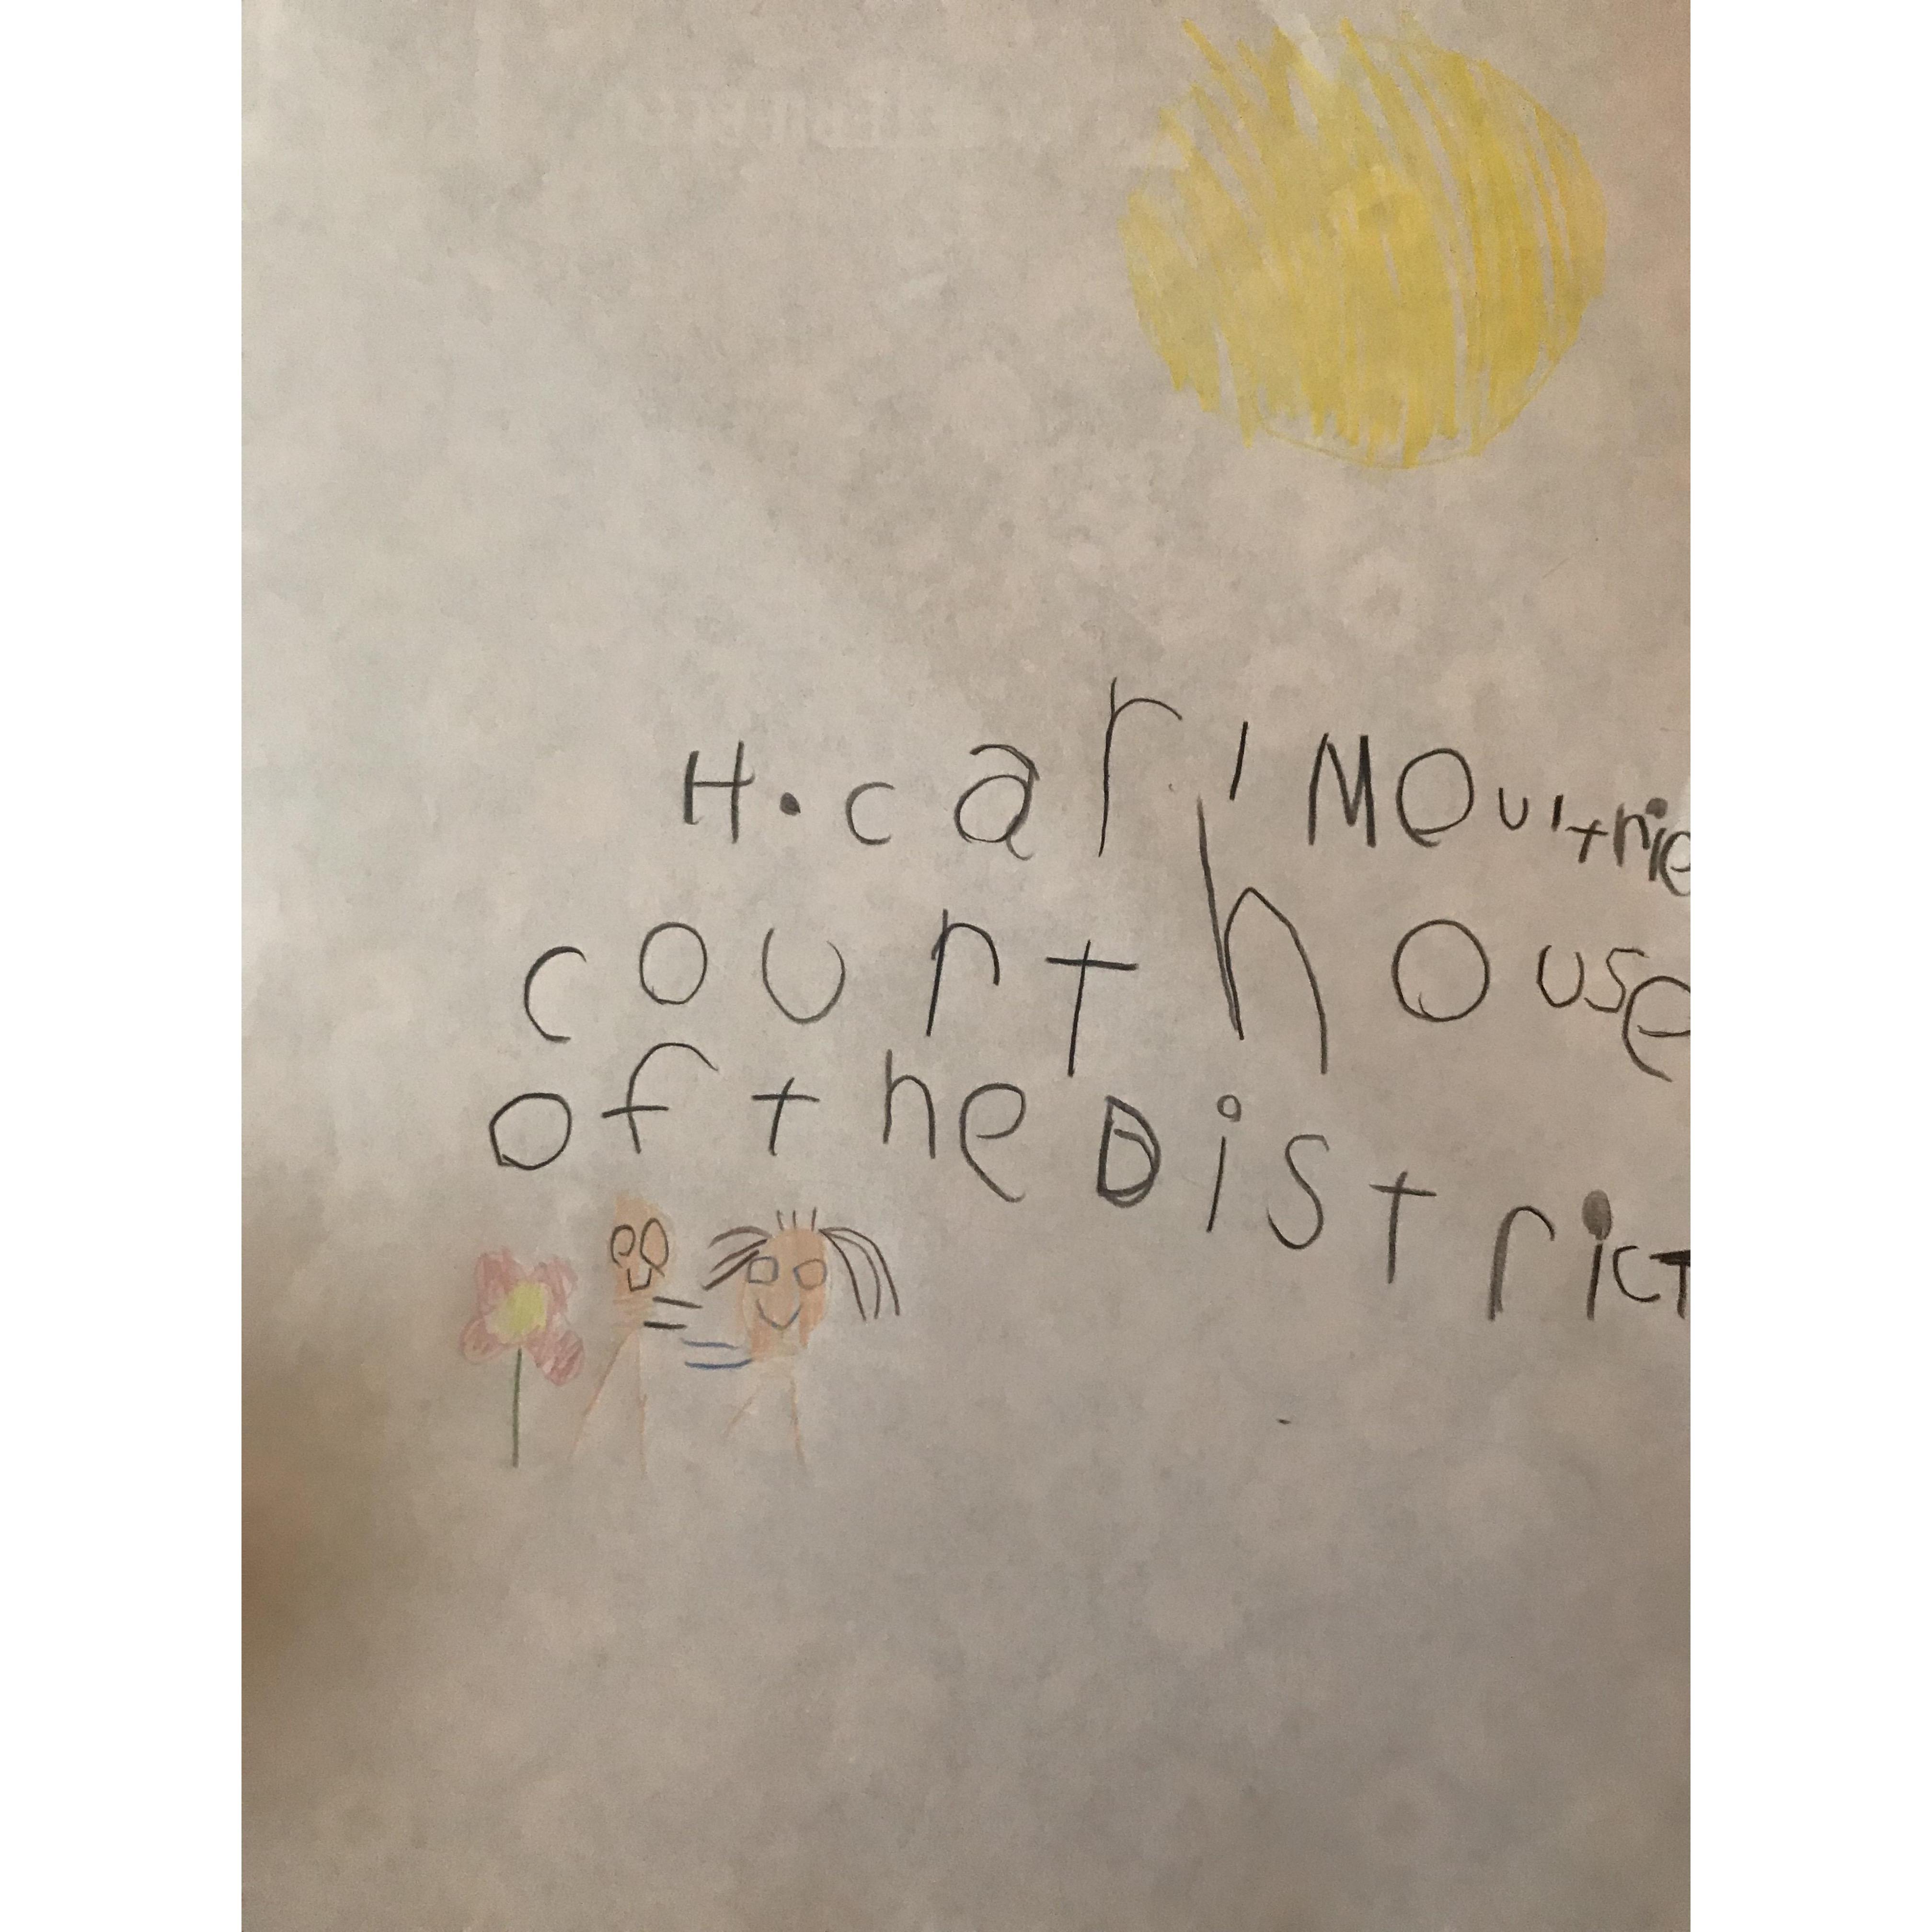 H. carl Moultrie
courthouse
of the District